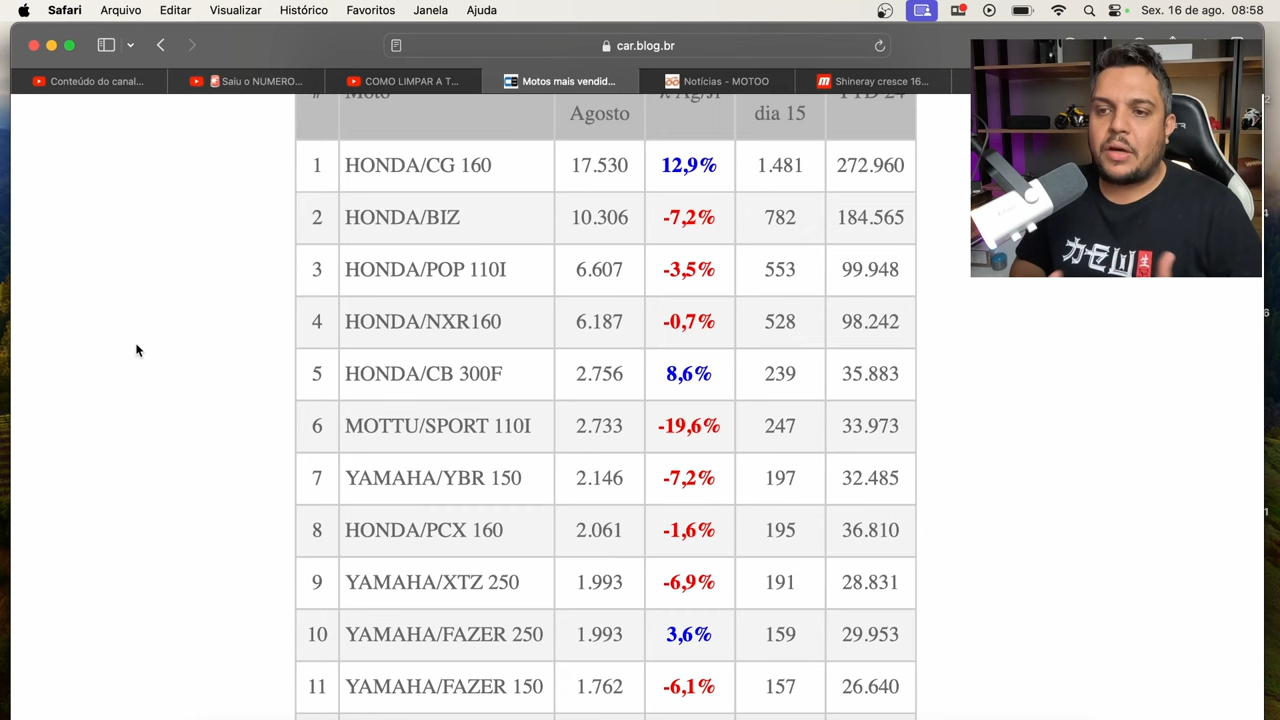 Safari Arquivo Editar Visualizar Histórico Favoritos Janela Ajuda Sex. 16 de ago. 08:58
car.blog.br
Conteúdo do canal... Saiu o NUMERO... COMO LIMPAR A T... Motos mais vendid... Notícias - MOTOO Shineray cresce 16...
# Moto
Agosto dia 15
1 HONDA/CG 160 17.530 12,9% 1.481 272.960
2 HONDA/BIZ 10.306 -7,2% 782 184.565
3 HONDA/POP 110I 6.607 -3,5% 553 99.948
4 HONDA/NXR160 6.187 -0,7% 528 98.242
5 HONDA/CB 300F 2.756 8,6% 239 35.883
6 MOTTU/SPORT 110I 2.733 -19,6% 247 33.973
7 YAMAHA/YBR 150 2.146 -7,2% 197 32.485
8 HONDA/PCX 160 2.061 -1,6% 195 36.810
9 YAMAHA/XTZ 250 1.993 -6,9% 191 28.831
10 YAMAHA/FAZER 250 1.993 3,6% 159 29.953
11 YAMAHA/FAZER 150 1.762 -6,1% 157 26.640